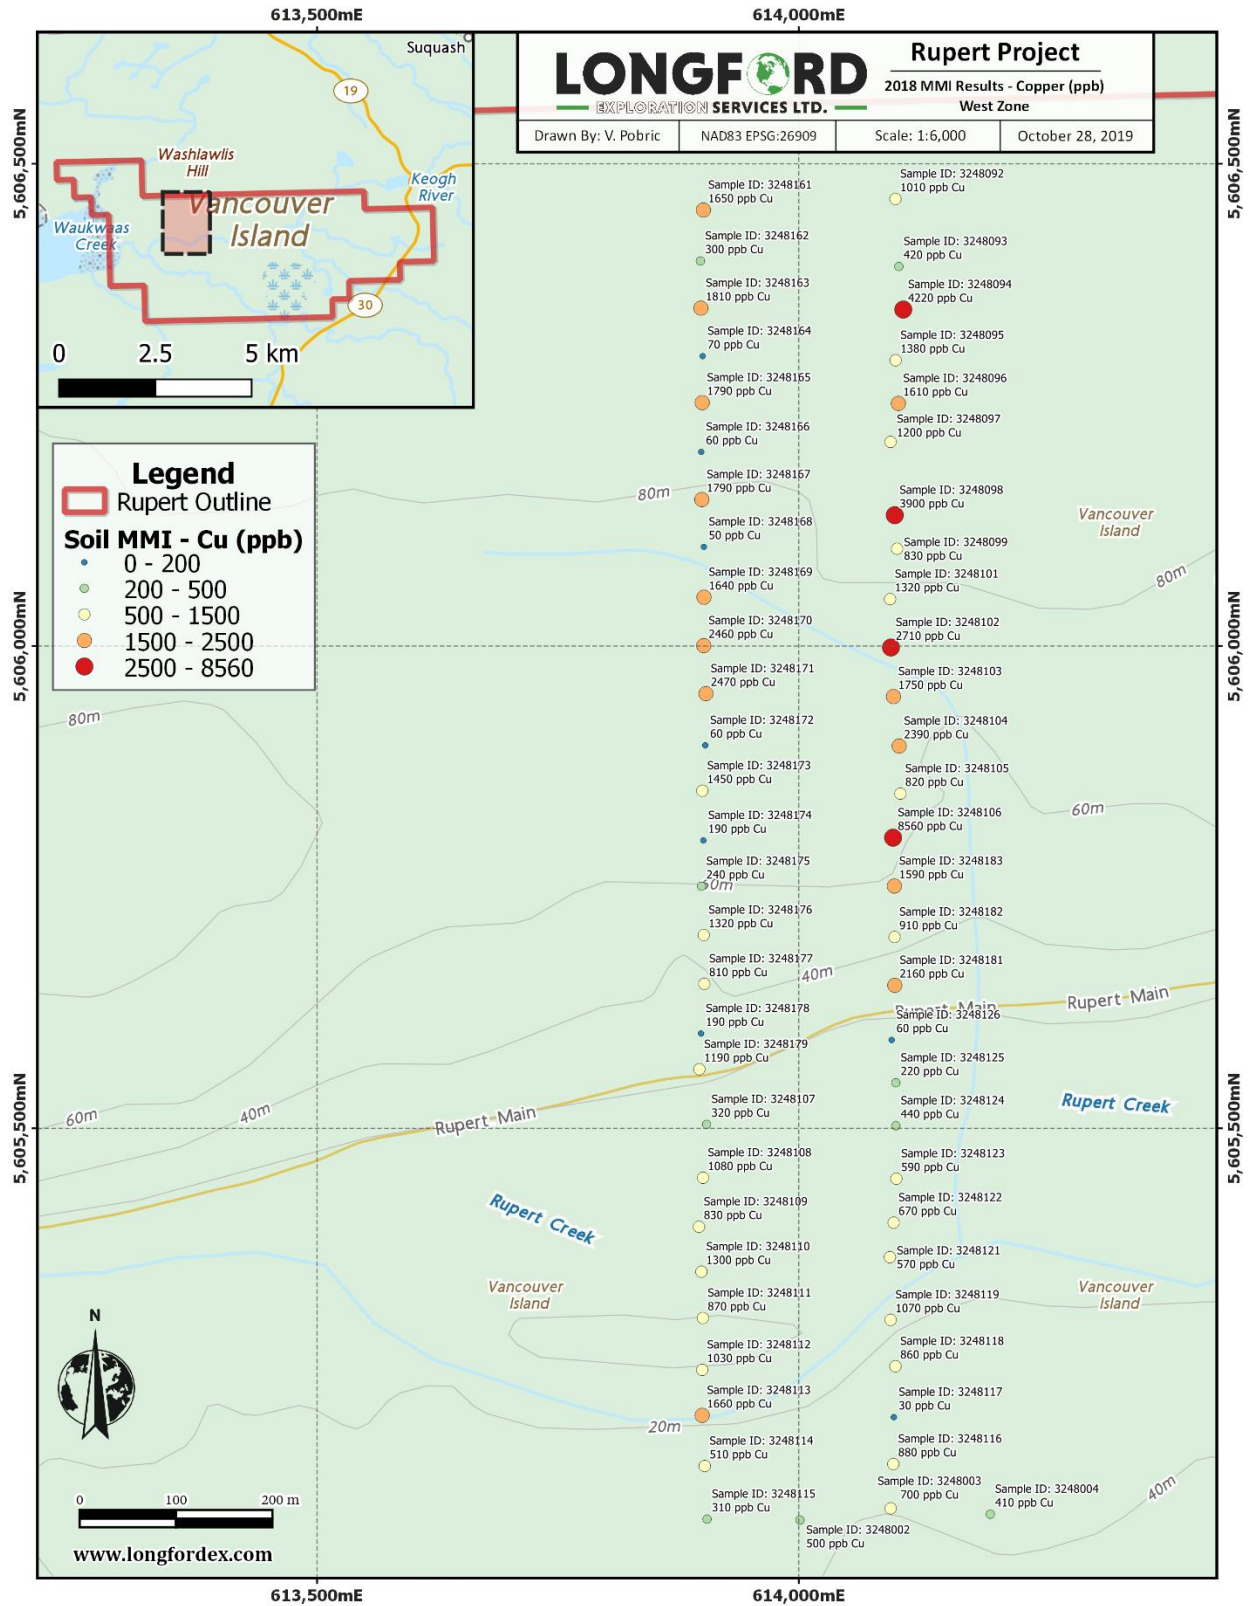 613,500mE
614,000mE
Suquash
19
Washlawlis
Hill
Keogh
River
Vancouver
Island
Waukwaas
Creek
30
0 2.5 5 km
LONGFORD
EXPLORATION SERVICES LTD.
Rupert Project
2018 MMI Results - Copper (ppb)
West Zone
Drawn By: V. Pobric
NAD83 EPSG:26909
Scale: 1:6,000
October 28, 2019
5,606,500mN
5,606,500mN
Legend
Rupert Outline
Soil MMI - Cu (ppb)
0 - 200
200 - 500
500 - 1500
1500 - 2500
2500 - 8560
Sample ID: 3248161
1650 ppb Cu
Sample ID: 3248162
300 ppb Cu
Sample ID: 3248163
1810 ppb Cu
Sample ID: 3248164
70 ppb Cu
Sample ID: 3248165
1790 ppb Cu
Sample ID: 3248166
60 ppb Cu
Sample ID: 3248167
1790 ppb Cu
Sample ID: 3248168
50 ppb Cu
Sample ID: 3248169
1640 ppb Cu
Sample ID: 3248170
2460 ppb Cu
Sample ID: 3248171
2470 ppb Cu
Sample ID: 3248172
60 ppb Cu
Sample ID: 3248173
1450 ppb Cu
Sample ID: 3248174
190 ppb Cu
Sample ID: 3248175
240 ppb Cu
Sample ID: 3248176
1320 ppb Cu
Sample ID: 3248177
810 ppb Cu
Sample ID: 3248178
190 ppb Cu
Sample ID: 3248179
1190 ppb Cu
Sample ID: 3248107
320 ppb Cu
Sample ID: 3248108
1080 ppb Cu
Sample ID: 3248109
830 ppb Cu
Sample ID: 3248110
1300 ppb Cu
Sample ID: 3248111
870 ppb Cu
Sample ID: 3248112
1030 ppb Cu
Sample ID: 3248113
1660 ppb Cu
Sample ID: 3248114
510 ppb Cu
Sample ID: 3248115
310 ppb Cu
Sample ID: 3248092
1010 ppb Cu
Sample ID: 3248093
420 ppb Cu
Sample ID: 3248094
4220 ppb Cu
Sample ID: 3248095
1380 ppb Cu
Sample ID: 3248096
1610 ppb Cu
Sample ID: 3248097
1200 ppb Cu
Sample ID: 3248098
3900 ppb Cu
Sample ID: 3248099
830 ppb Cu
Sample ID: 3248101
1320 ppb Cu
Sample ID: 3248102
2710 ppb Cu
Sample ID: 3248103
1750 ppb Cu
Sample ID: 3248104
2390 ppb Cu
Sample ID: 3248105
820 ppb Cu
Sample ID: 3248106
8560 ppb Cu
Sample ID: 3248183
1590 ppb Cu
Sample ID: 3248182
910 ppb Cu
Sample ID: 3248181
2160 ppb Cu
Sample ID: 3248126
60 ppb Cu
Sample ID: 3248125
220 ppb Cu
Sample ID: 3248124
440 ppb Cu
Sample ID: 3248123
590 ppb Cu
Sample ID: 3248122
670 ppb Cu
Sample ID: 3248121
570 ppb Cu
Sample ID: 3248119
1070 ppb Cu
Sample ID: 3248118
860 ppb Cu
Sample ID: 3248117
30 ppb Cu
Sample ID: 3248116
880 ppb Cu
Sample ID: 3248003
700 ppb Cu
Sample ID: 3248004
410 ppb Cu
Sample ID: 3248002
500 ppb Cu
80m
Vancouver
Island
80m
5,606,000mN
5,606,000mN
80m
60m
60m
40m
Rupert Main
Rupert Main
60m
40m
Rupert Main
Rupert Creek
5,605,500mN
5,605,500mN
Rupert Creek
Vancouver
Island
Vancouver
Island
20m
40m
N
0 100 200 m
www.longfordex.com
613,500mE
614,000mE